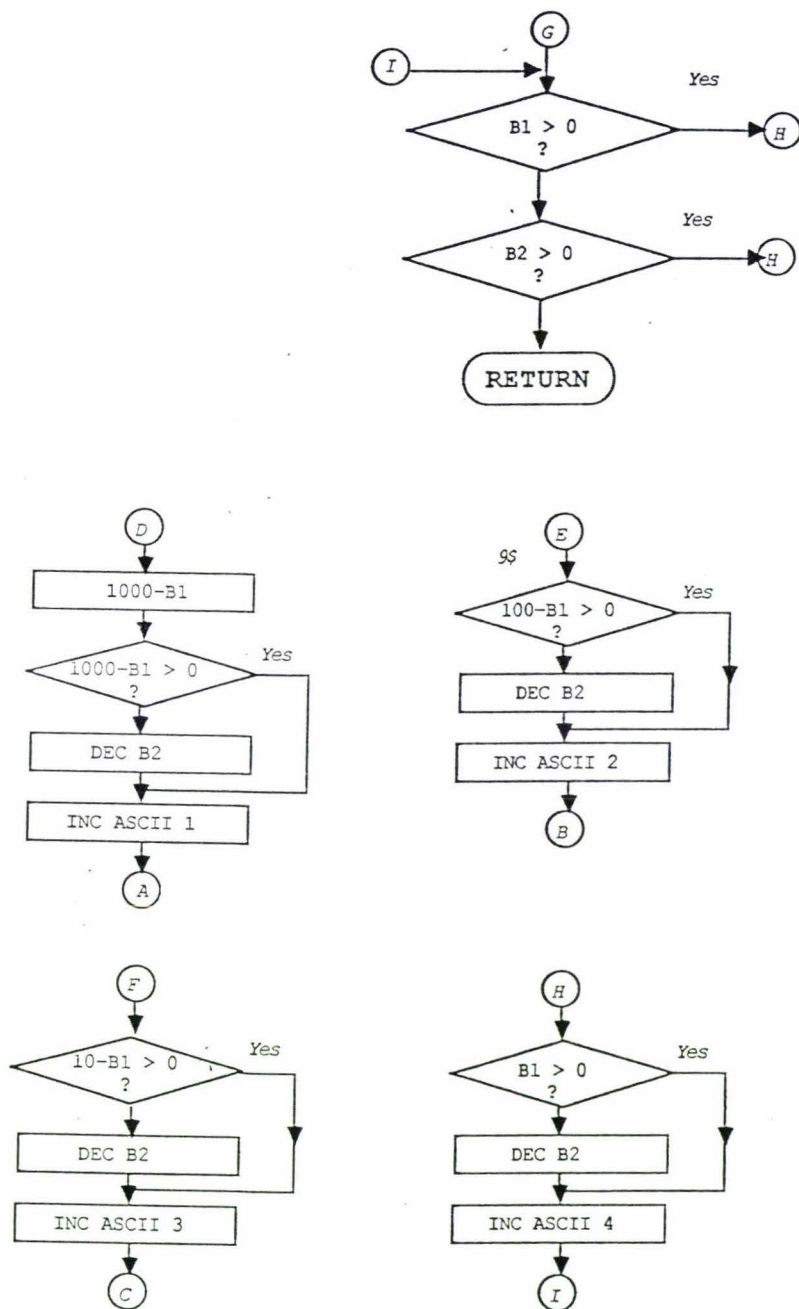 G
I
Yes
B1 > 0
?
H
Yes
B2 > 0
?
H
RETURN
D
1000-B1
1000-B1 > 0
?
Yes
DEC B2
INC ASCII 1
A
E
9$
100-B1 > 0
?
Yes
DEC B2
INC ASCII 2
B
F
10-B1 > 0
?
Yes
DEC B2
INC ASCII 3
C
H
B1 > 0
?
Yes
DEC B2
INC ASCII 4
I